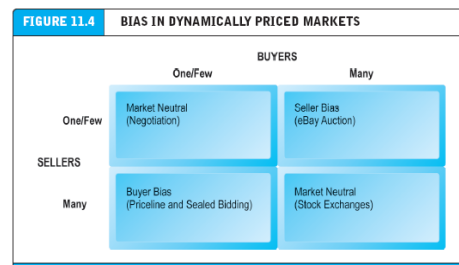 FIGURE 11.4 BIAS IN DYNAMICALLY PRICED MARKETS
BUYERS
One/Few Many
One/Few
Market Neutral
(Negotiation)
Seller Bias
(eBay Auction)
SELLERS
Many
Buyer Bias
(Priceline and Sealed Bidding)
Market Neutral
(Stock Exchanges)